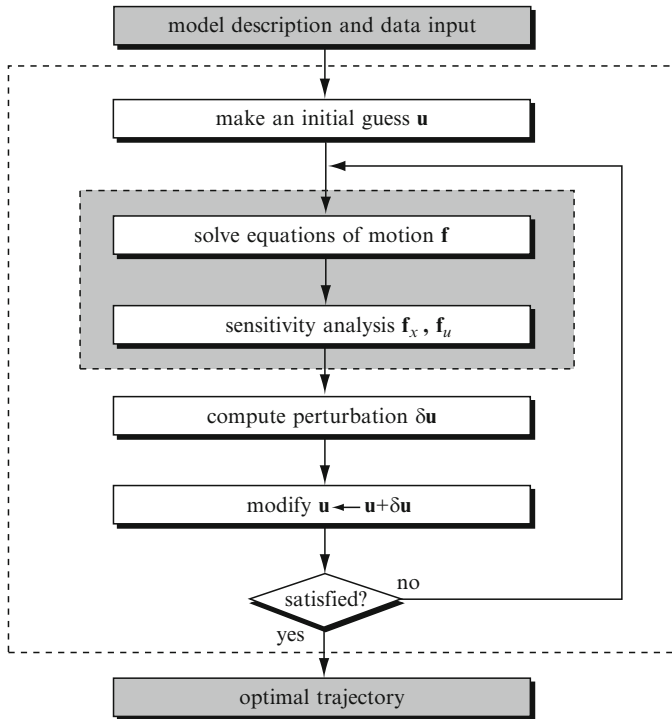 model description and data input
make an initial guess u
solve equations of motion f
sensitivity analysis fₓ , fᵤ
compute perturbation δu
modify u ← u+δu
satisfied?
no
yes
optimal trajectory